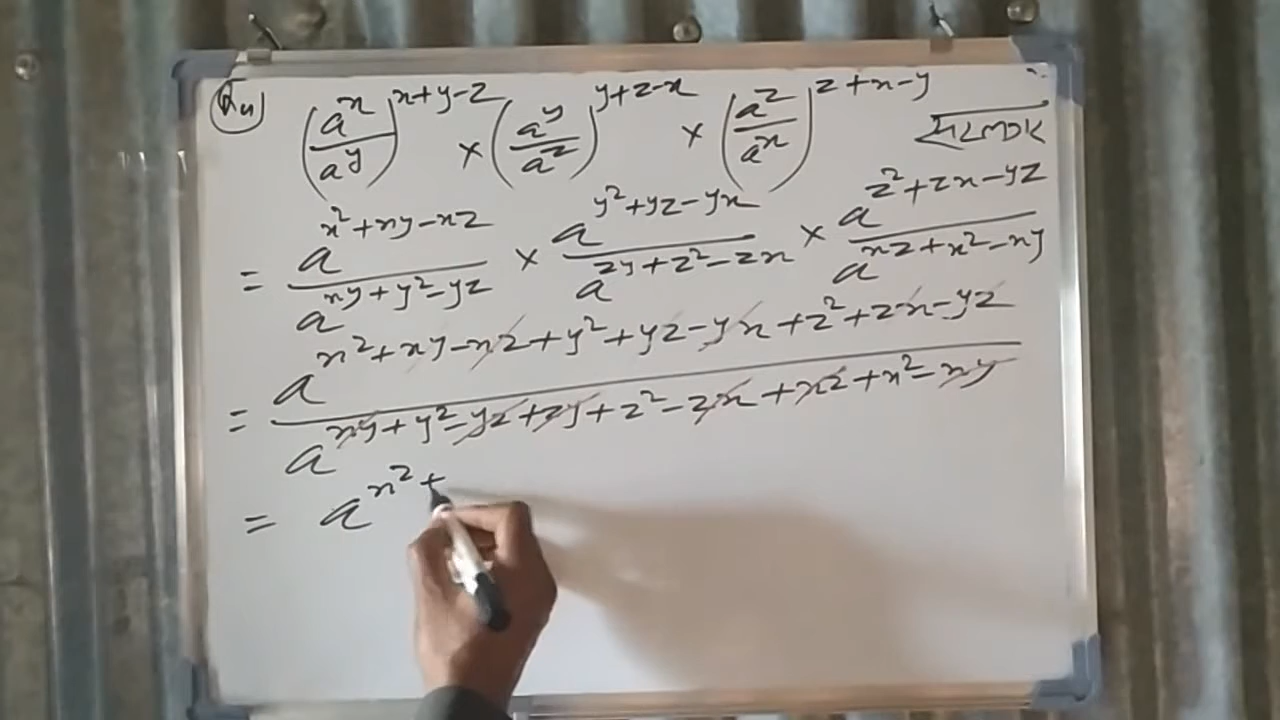 Q4) (a^x/a^y)^(x+y-z) × (a^y/a^z)^(y+z-x) × (a^z/a^x)^(z+x-y) सरलगर
= a^(x²+xy-xz)/a^(xy+y²-yz) × a^(y²+yz-yx)/a^(zy+z²-zx) × a^(z²+zx-yz)/a^(xz+x²-xy)
= a^(x²+xy-xz+y²+yz-yx+z²+zx-yz)/a^(xy+y²-yz+zy+z²-zx+xz+x²-xy)
= a^(x²+